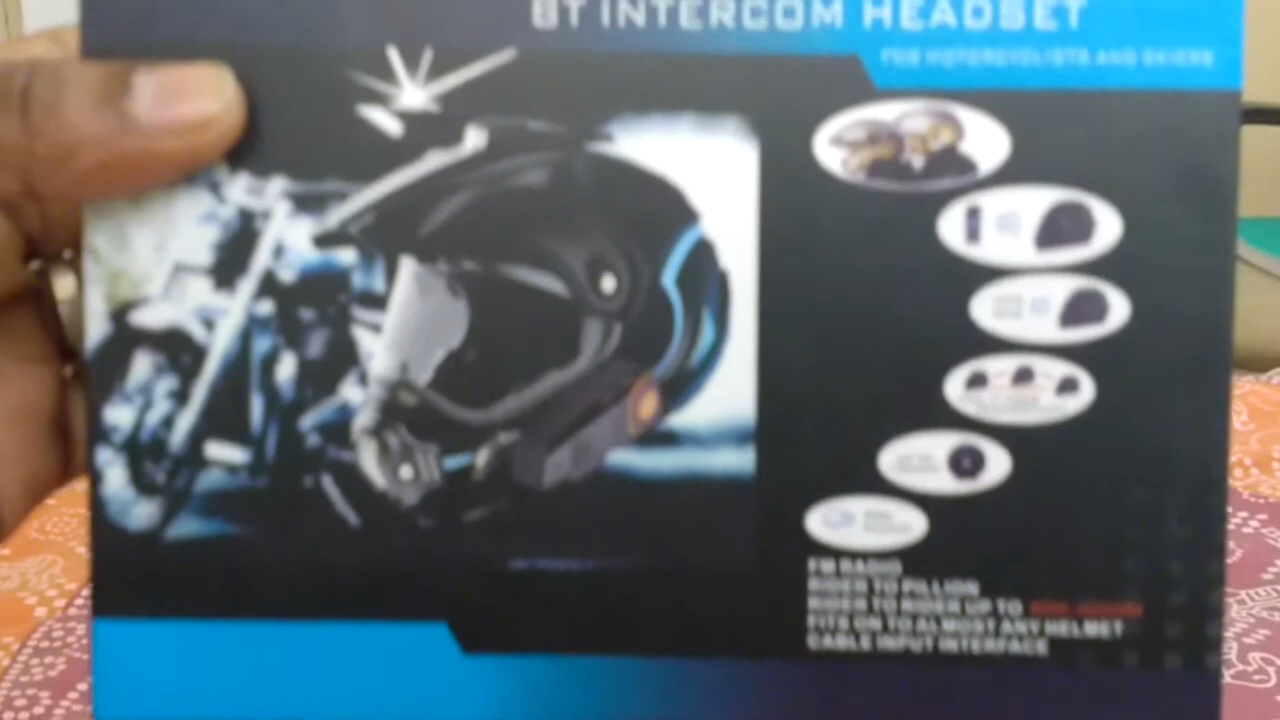 BT INTERCOM HEADSET
FOR MOTORCYCLISTS AND SKIERS
FM RADIO
RIDER TO PILLION
RIDER TO RIDER UP TO
FITS ON TO ALMOST ANY HELMET
CABLE INPUT INTERFACE